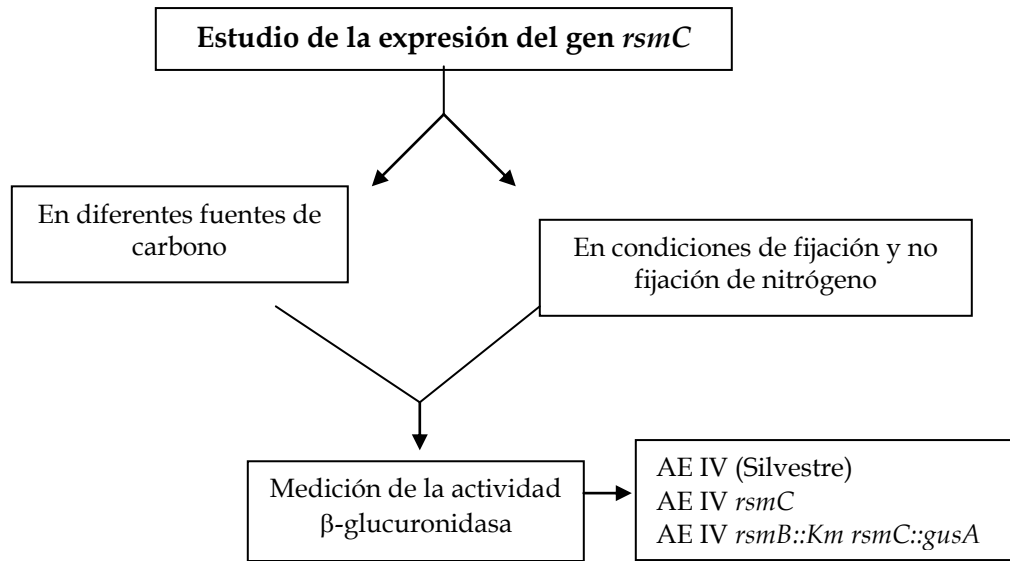 Estudio de la expresión del gen rsmC
En diferentes fuentes de
carbono
En condiciones de fijación y no
fijación de nitrógeno
Medición de la actividad
β-glucuronidasa
AE IV (Silvestre)
AE IV rsmC
AE IV rsmB::Km rsmC::gusA